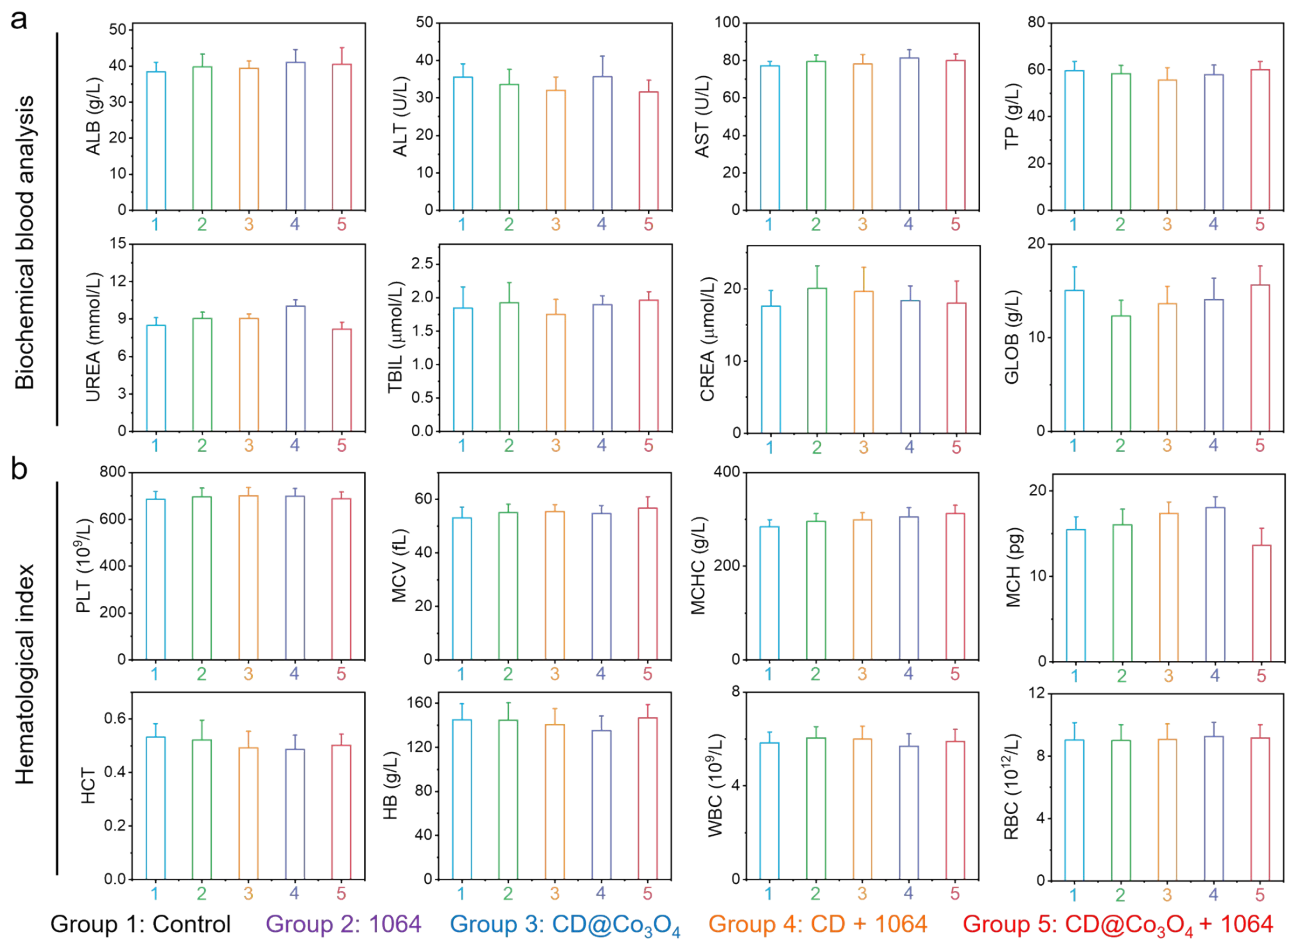 a
Biochemical blood analysis
ALB (g/L)
50
40
30
20
10
0
1 2 3 4 5
ALT (U/L)
50
40
30
20
10
0
1 2 3 4 5
AST (U/L)
100
80
60
40
20
0
1 2 3 4 5
TP (g/L)
80
60
40
20
0
1 2 3 4 5
UREA (mmol/L)
15
12
9
6
3
0
1 2 3 4 5
TBIL (μmol/L)
2.5
2.0
1.5
1.0
0.5
0.0
1 2 3 4 5
CREA (μmol/L)
20
10
0
1 2 3 4 5
GLOB (g/L)
20
10
0
1 2 3 4 5
b
Hematological index
PLT (10⁹/L)
800
600
400
200
0
1 2 3 4 5
MCV (fL)
60
40
20
0
1 2 3 4 5
MCHC (g/L)
400
200
0
1 2 3 4 5
MCH (pg)
20
10
0
1 2 3 4 5
HCT
0.6
0.4
0.2
0.0
1 2 3 4 5
HB (g/L)
160
120
80
40
0
1 2 3 4 5
WBC (10⁹/L)
8
4
0
1 2 3 4 5
RBC (10¹²/L)
12
8
4
0
1 2 3 4 5
Group 1: Control Group 2: 1064 Group 3: CD@Co₃O₄ Group 4: CD + 1064 Group 5: CD@Co₃O₄ + 1064